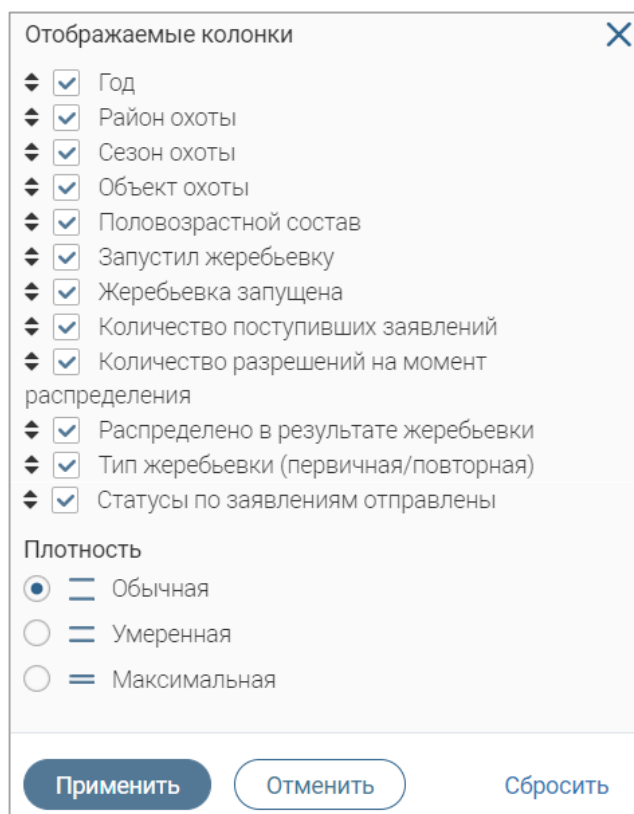 Отображаемые колонки
Год
Район охоты
Сезон охоты
Объект охоты
Половозрастной состав
Запустил жеребьевку
Жеребьевка запущена
Количество поступивших заявлений
Количество разрешений на момент
распределения
Распределено в результате жеребьевки
Тип жеребьевки (первичная/повторная)
Статусы по заявлениям отправлены
Плотность
Обычная
Умеренная
Максимальная
Применить Отменить Сбросить